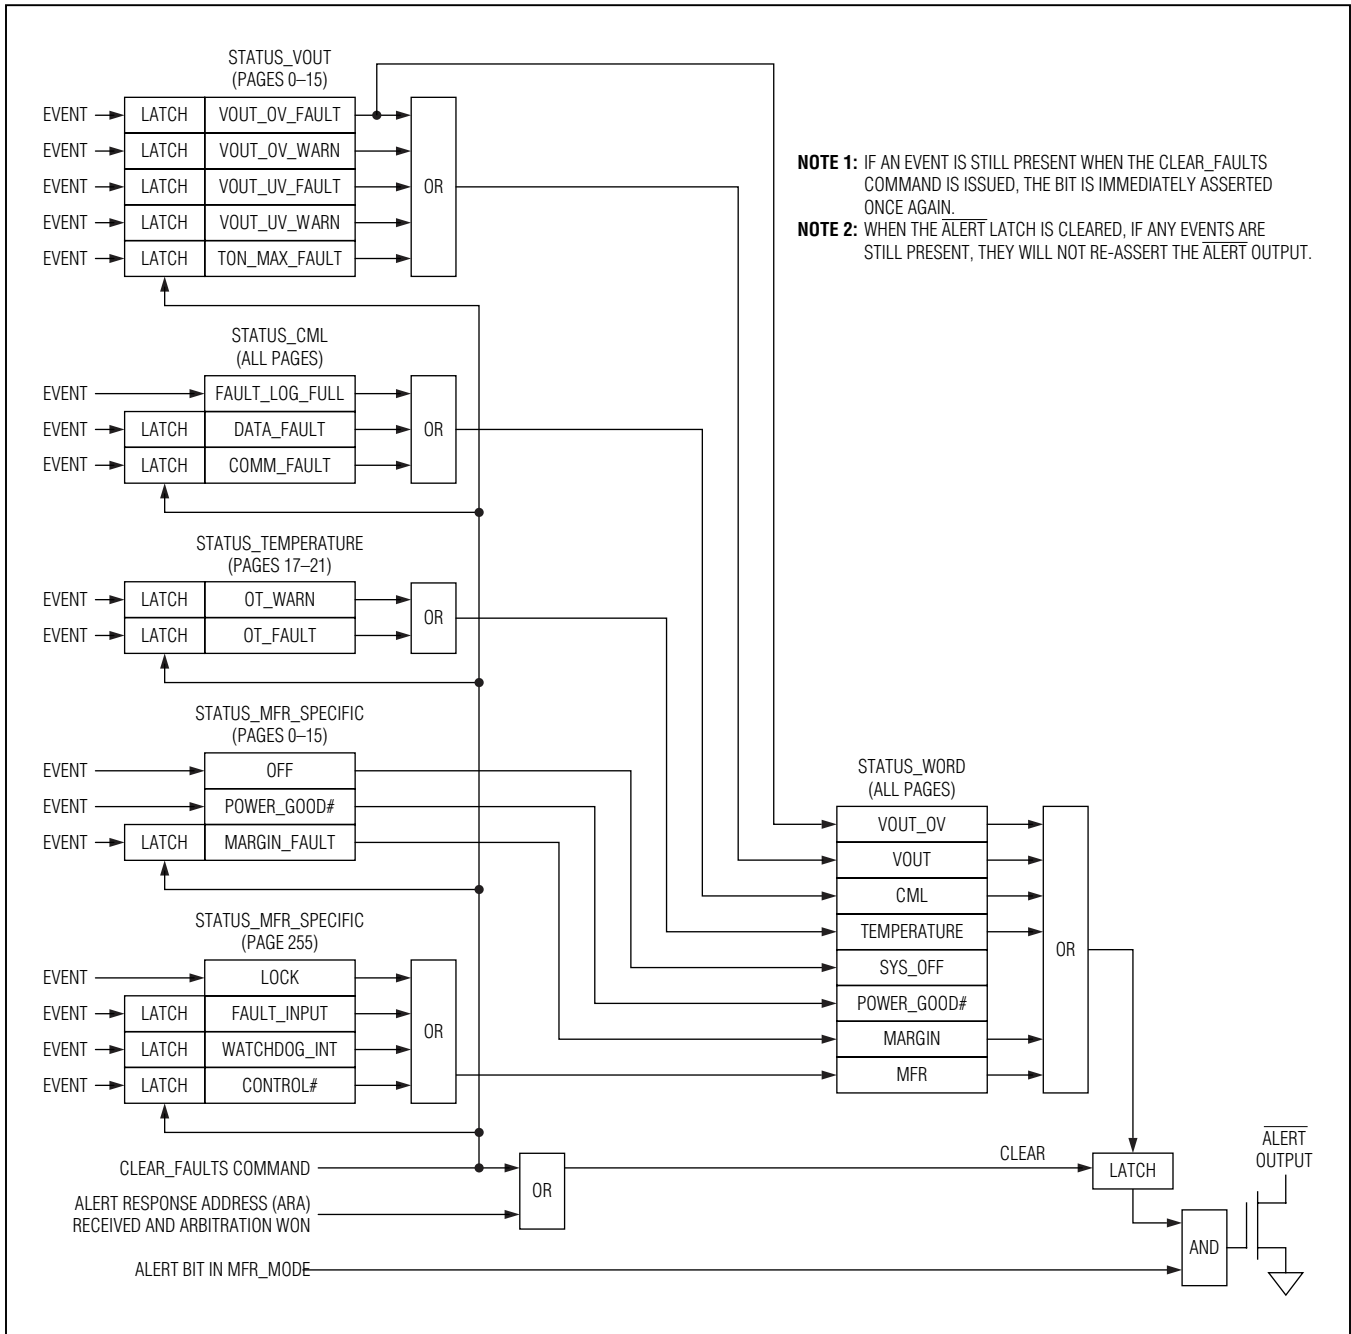 STATUS_VOUT
(PAGES 0–15)
EVENT LATCH VOUT_OV_FAULT
EVENT LATCH VOUT_OV_WARN
EVENT LATCH VOUT_UV_FAULT
EVENT LATCH VOUT_UV_WARN
EVENT LATCH TON_MAX_FAULT
OR
NOTE 1: IF AN EVENT IS STILL PRESENT WHEN THE CLEAR_FAULTS
COMMAND IS ISSUED, THE BIT IS IMMEDIATELY ASSERTED
ONCE AGAIN.
NOTE 2: WHEN THE ALERT LATCH IS CLEARED, IF ANY EVENTS ARE
STILL PRESENT, THEY WILL NOT RE-ASSERT THE ALERT OUTPUT.
STATUS_CML
(ALL PAGES)
EVENT FAULT_LOG_FULL
EVENT LATCH DATA_FAULT
EVENT LATCH COMM_FAULT
OR
STATUS_TEMPERATURE
(PAGES 17–21)
EVENT LATCH OT_WARN
EVENT LATCH OT_FAULT
OR
STATUS_MFR_SPECIFIC
(PAGES 0–15)
EVENT OFF
EVENT POWER_GOOD#
EVENT LATCH MARGIN_FAULT
STATUS_MFR_SPECIFIC
(PAGE 255)
EVENT LOCK
EVENT LATCH FAULT_INPUT
EVENT LATCH WATCHDOG_INT
EVENT LATCH CONTROL#
OR
STATUS_WORD
(ALL PAGES)
VOUT_OV
VOUT
CML
TEMPERATURE
SYS_OFF
POWER_GOOD#
MARGIN
MFR
OR
CLEAR_FAULTS COMMAND
ALERT RESPONSE ADDRESS (ARA)
RECEIVED AND ARBITRATION WON
OR
CLEAR
LATCH
ALERT
OUTPUT
ALERT BIT IN MFR_MODE
AND